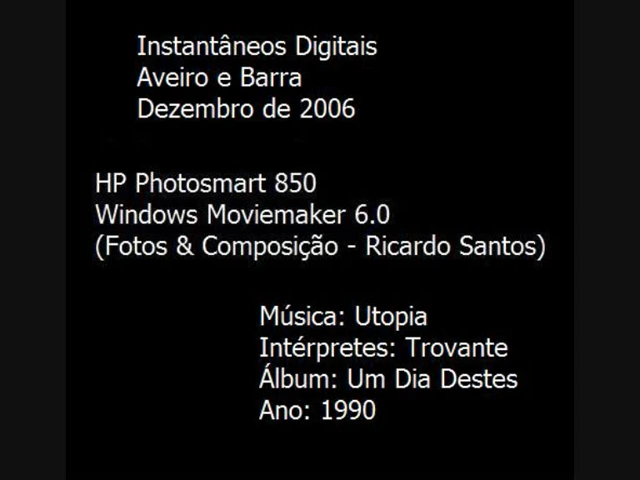 Instantâneos Digitais
Aveiro e Barra
Dezembro de 2006
HP Photosmart 850
Windows Moviemaker 6.0
(Fotos & Composição - Ricardo Santos)
Música: Utopia
Intérpretes: Trovante
Álbum: Um Dia Destes
Ano: 1990